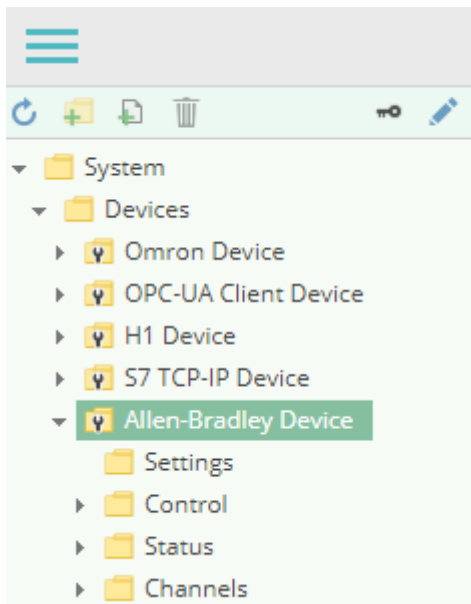 System
Devices
Omron Device
OPC-UA Client Device
H1 Device
S7 TCP-IP Device
Allen-Bradley Device
Settings
Control
Status
Channels